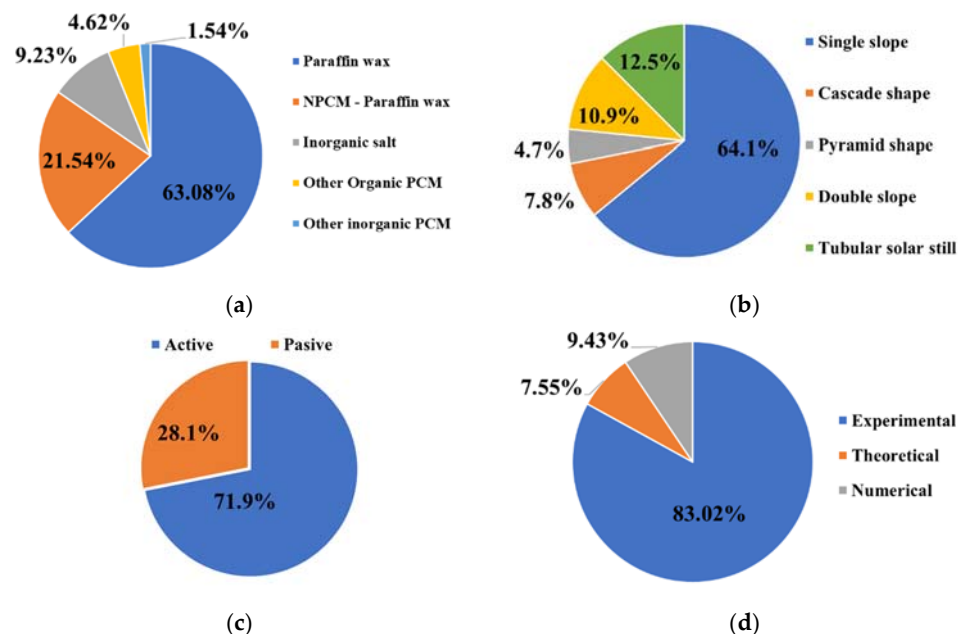 4.62%
1.54%
9.23%
21.54%
63.08%
Paraffin wax
NPCM - Paraffin wax
Inorganic salt
Other Organic PCM
Other inorganic PCM
(a)
12.5%
10.9%
4.7%
7.8%
64.1%
Single slope
Cascade shape
Pyramid shape
Double slope
Tubular solar still
(b)
Active
Pasive
28.1%
71.9%
(c)
9.43%
7.55%
83.02%
Experimental
Theoretical
Numerical
(d)